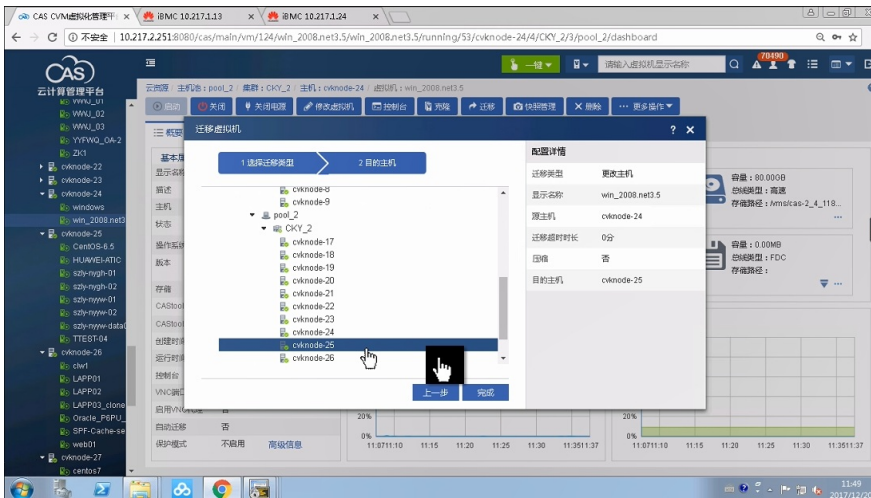 CAS CVM虚拟化管理平
iBMC 10.217.1.13
iBMC 10.217.1.24
不安全 | 10.217.2.251:8080/cas/main/vm/124/win_2008.net3.5/win_2008.net3.5/running/53/cvknode-24/4/CKY_2/3/pool_2/dashboard
CAS
云计算管理平台
一键
请输入虚拟机显示名称
70490
云资源 / 主机池：pool_2 / 集群：CKY_2 / 主机：cvknode-24 / 虚拟机：win_2008.net3.5
启动
关闭
关闭电源
修改虚拟机
控制台
克隆
迁移
快照管理
删除
更多操作
VWVJ_02
VWVJ_03
YYFWQ_OA-2
ZK1
cvknode-22
cvknode-23
cvknode-24
windows
win_2008.net3
cvknode-25
CentOS-6.5
HUAWEI-ATIC
szly-nygh-01
szly-nygh-02
szly-nyyw-01
szly-nyyw-02
szly-nyyw-data(
TTEST-04
cvknode-26
clw1
LAPP01
LAPP02
LAPP03_clone
Oracle_P6PU_
SPF-Cache-se
web01
cvknode-27
centos7
概要
基本属
显示名称
描述
主机
状态
操作系统
版本
存储
CAStool
CAStool
创建时间
运行时间
控制台
VNC端口
自动迁移 否
保护模式 不启用 高级信息
迁移虚拟机
? ×
1 选择迁移类型
2 目的主机
cvknode-8
cvknode-9
pool_2
CKY_2
cvknode-17
cvknode-18
cvknode-19
cvknode-20
cvknode-21
cvknode-22
cvknode-23
cvknode-24
cvknode-25
cvknode-26
上一步
完成
配置详情
迁移类型 更改主机
显示名称 win_2008.net3.5
源主机 cvknode-24
迁移超时时长 0分
压缩 否
目的主机 cvknode-25
容量：80.00GB
总线类型：高速
存储路径：/vms/cas-2_4_118...
...
容量：0.00MB
总线类型：FDC
存储路径：
...
20%
0%
11:0711:10 11:15 11:20 11:25 11:30 11:3511:37
20%
0%
11:0711:10 11:15 11:20 11:25 11:30 11:3511:37
11:49
2017/12/20